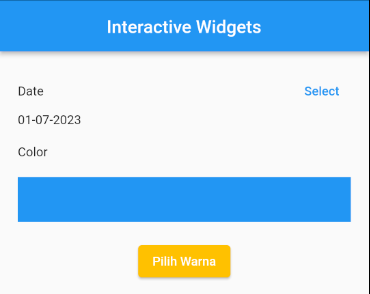 Interactive Widgets
Date Select
01-07-2023
Color
Pilih Warna